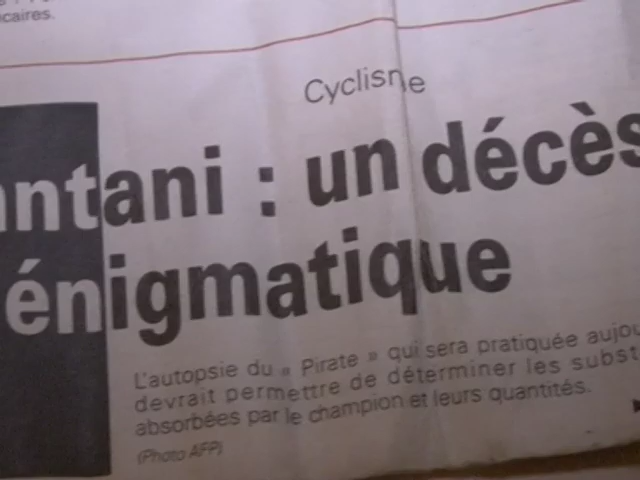 caires.
Cyclisme
ntani : un décès
énigmatique
L'autopsie du « Pirate » qui sera pratiquée aujou
devrait permettre de déterminer les subst
absorbées par le champion et leurs quantités.
(Photo AFP)